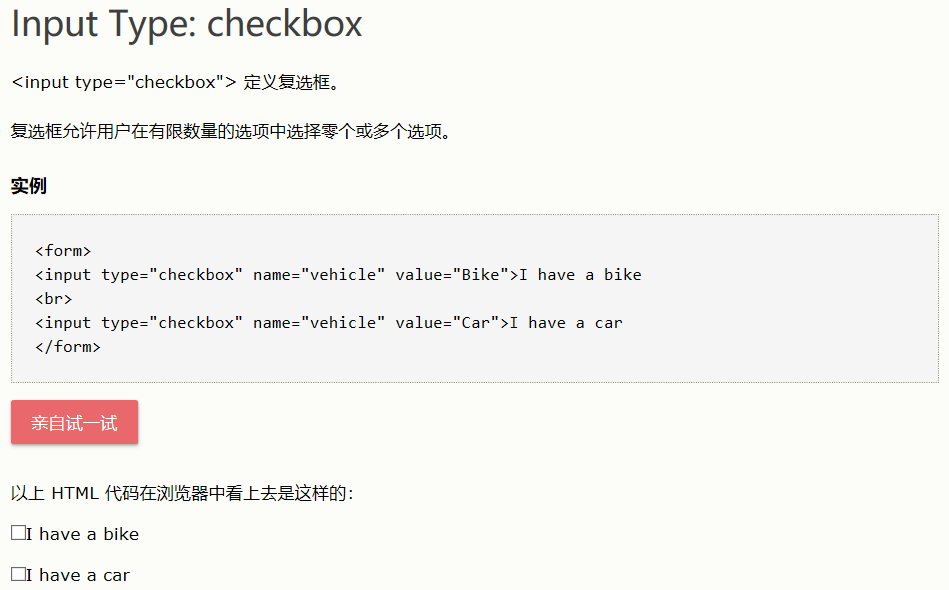 Input Type: checkbox
<input type="checkbox"> 定义复选框。
复选框允许用户在有限数量的选项中选择零个或多个选项。
实例
<form>
<input type="checkbox" name="vehicle" value="Bike">I have a bike
<br>
<input type="checkbox" name="vehicle" value="Car">I have a car
</form>
亲自试一试
以上 HTML 代码在浏览器中看上去是这样的：
I have a bike
I have a car